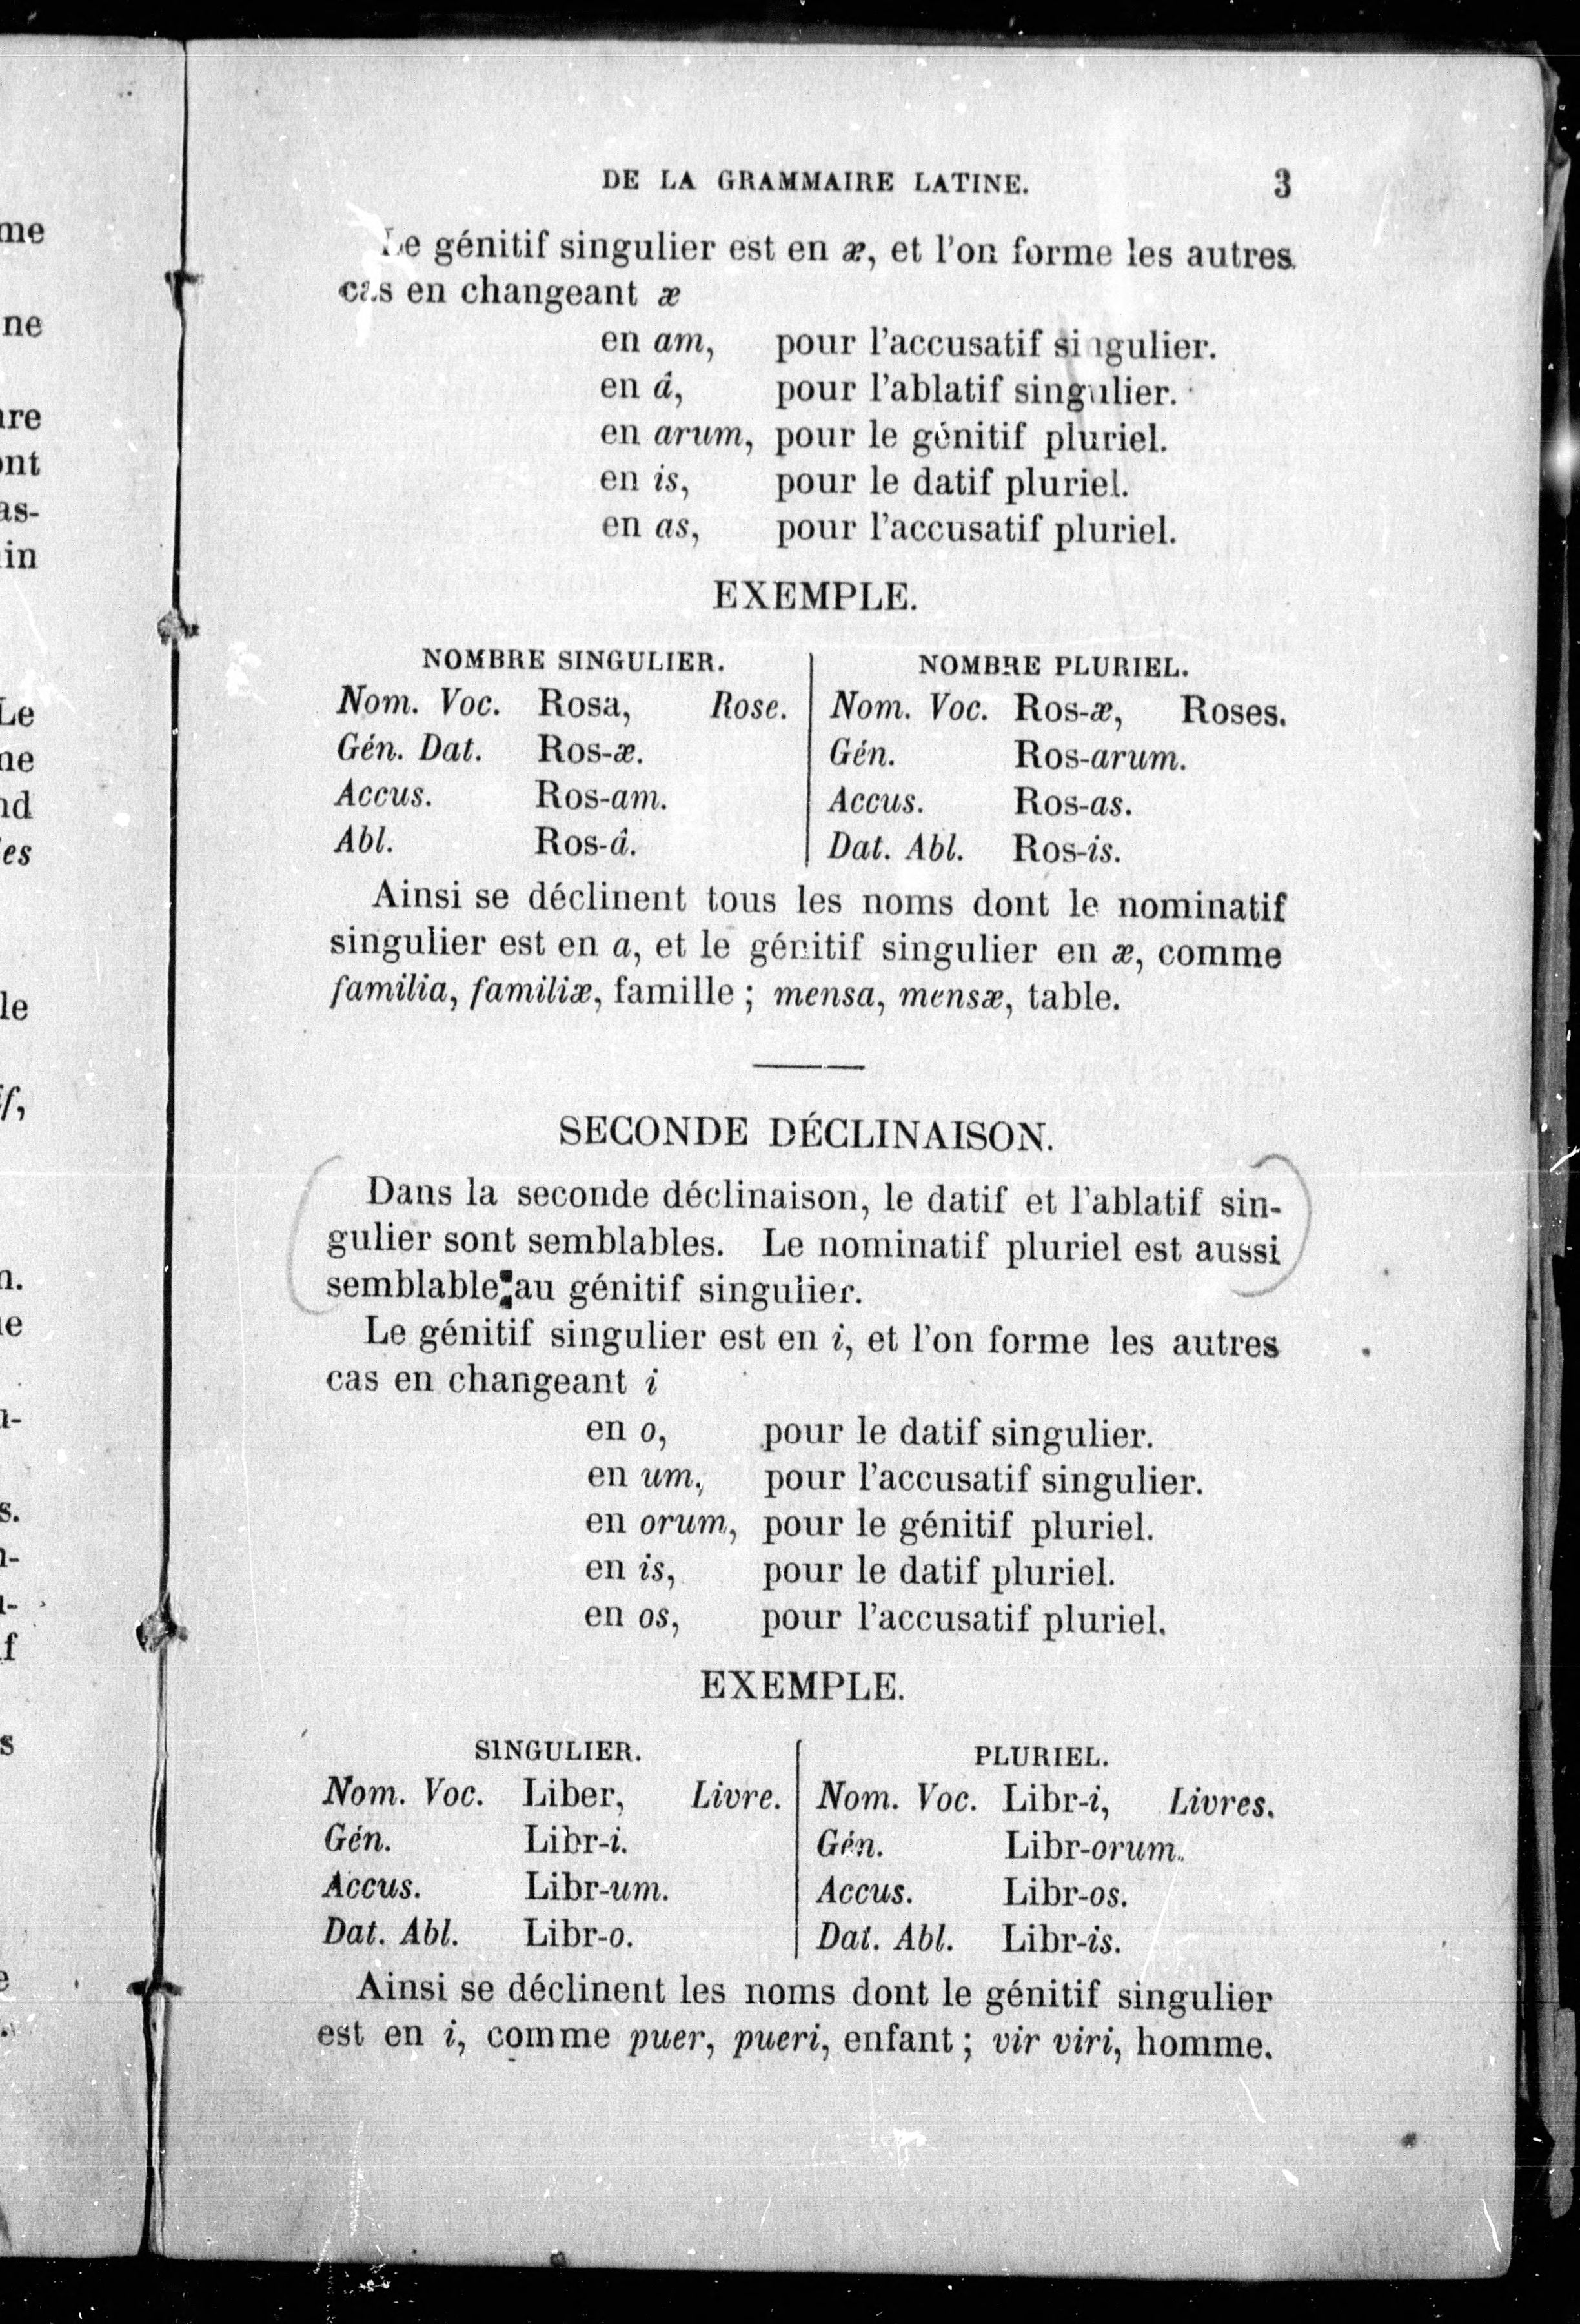 DE LA GRAMMAIRE LATINE. 3
Le génitif singulier est en æ, et l'on forme les autres
cas en changeant æ
en am, pour l'accusatif singulier.
en â, pour l'ablatif singulier.
en arum, pour le génitif pluriel.
en is, pour le datif pluriel.
en as, pour l'accusatif pluriel.
EXEMPLE.
NOMBRE SINGULIER.
Nom. Voc. Rosa, Rose.
Gén. Dat. Ros-æ.
Accus. Ros-am.
Abl. Ros-â.
NOMBRE PLURIEL.
Nom. Voc. Ros-æ, Roses.
Gén. Ros-arum.
Accus. Ros-as.
Dat. Abl. Ros-is.
Ainsi se déclinent tous les noms dont le nominatif
singulier est en a, et le génitif singulier en æ, comme
familia, familiæ, famille ; mensa, mensæ, table.
SECONDE DÉCLINAISON.
Dans la seconde déclinaison, le datif et l'ablatif sin-
gulier sont semblables. Le nominatif pluriel est aussi
semblable au génitif singulier.
Le génitif singulier est en i, et l'on forme les autres
cas en changeant i
en o, pour le datif singulier.
en um, pour l'accusatif singulier.
en orum, pour le génitif pluriel.
en is, pour le datif pluriel.
en os, pour l'accusatif pluriel.
EXEMPLE.
SINGULIER.
Nom. Voc. Liber, Livre.
Gén. Libr-i.
Accus. Libr-um.
Dat. Abl. Libr-o.
PLURIEL.
Nom. Voc. Libr-i, Livres.
Gén. Libr-orum.
Accus. Libr-os.
Dat. Abl. Libr-is.
Ainsi se déclinent les noms dont le génitif singulier
est en i, comme puer, pueri, enfant ; vir viri, homme.